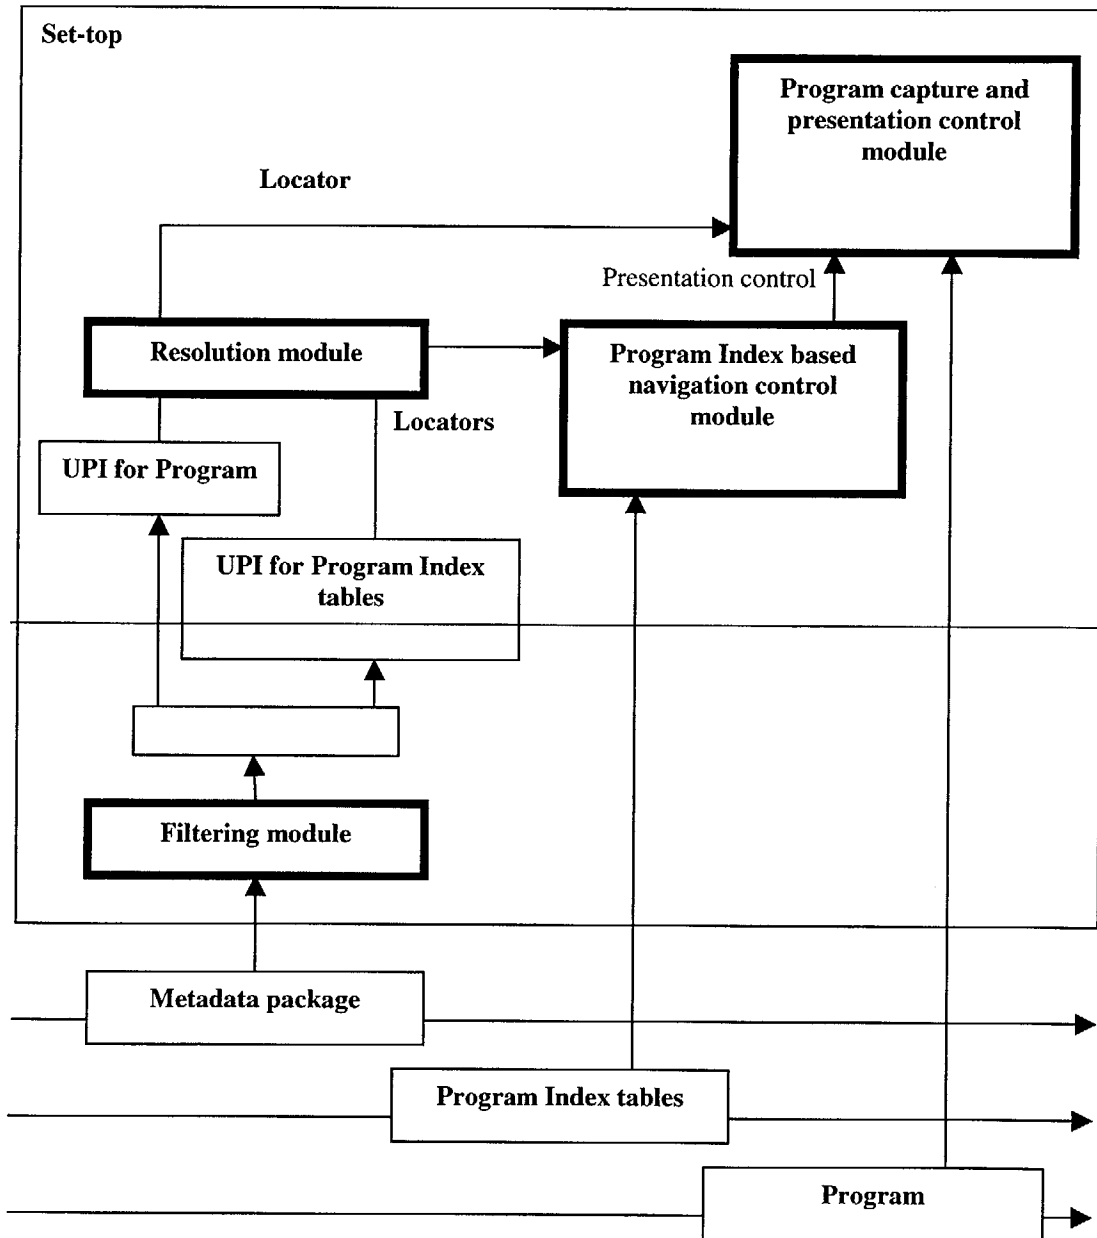 Set-top
Program capture and
presentation control
module
Locator
Presentation control
Resolution module
Program Index based
navigation control
module
Locators
UPI for Program
UPI for Program Index
tables
Filtering module
Metadata package
Program Index tables
Program